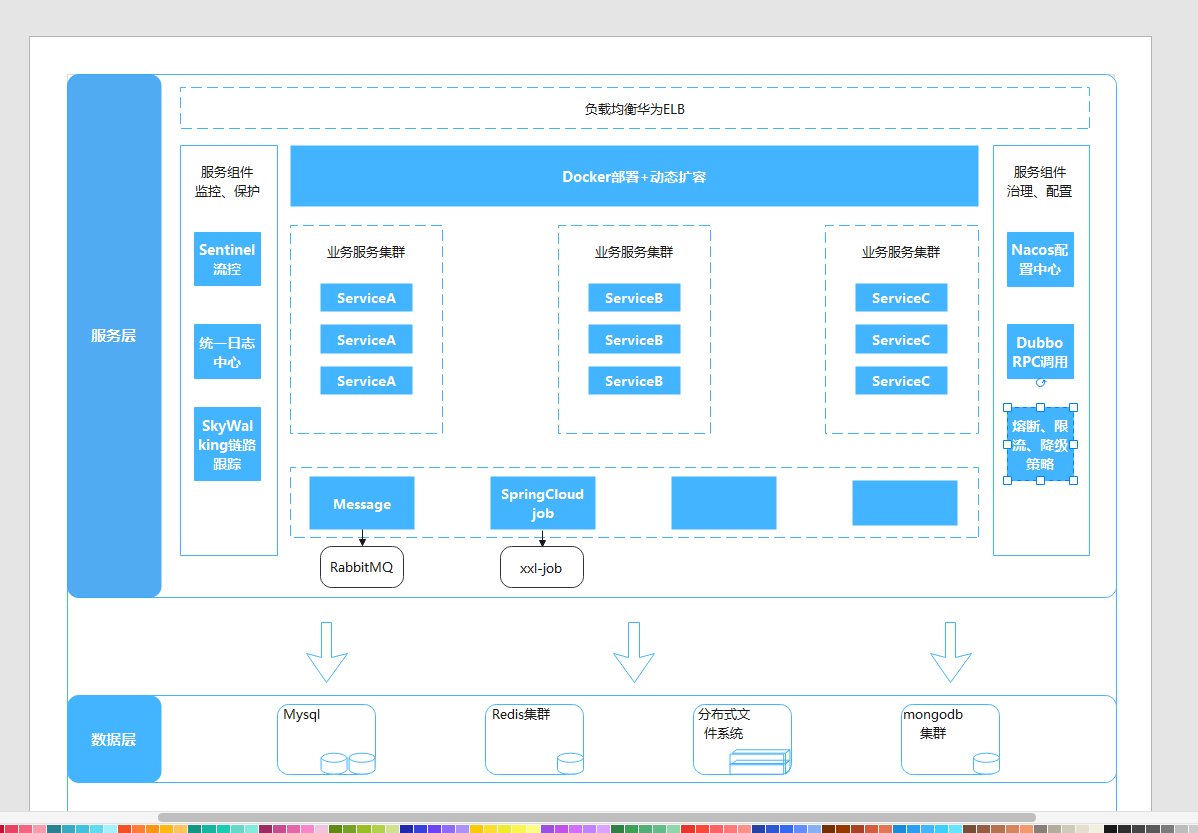 负载均衡华为ELB
服务层
服务组件
监控、保护
Sentinel
流控
统一日志
中心
SkyWal
king链路
跟踪
Docker部署+动态扩容
业务服务集群
ServiceA
ServiceA
ServiceA
业务服务集群
ServiceB
ServiceB
ServiceB
业务服务集群
ServiceC
ServiceC
ServiceC
Message
SpringCloud
job
RabbitMQ
xxl-job
服务组件
治理、配置
Nacos配
置中心
Dubbo
RPC调用
熔断、限
流、降级
策略
数据层
Mysql
Redis集群
分布式文
件系统
mongodb
集群